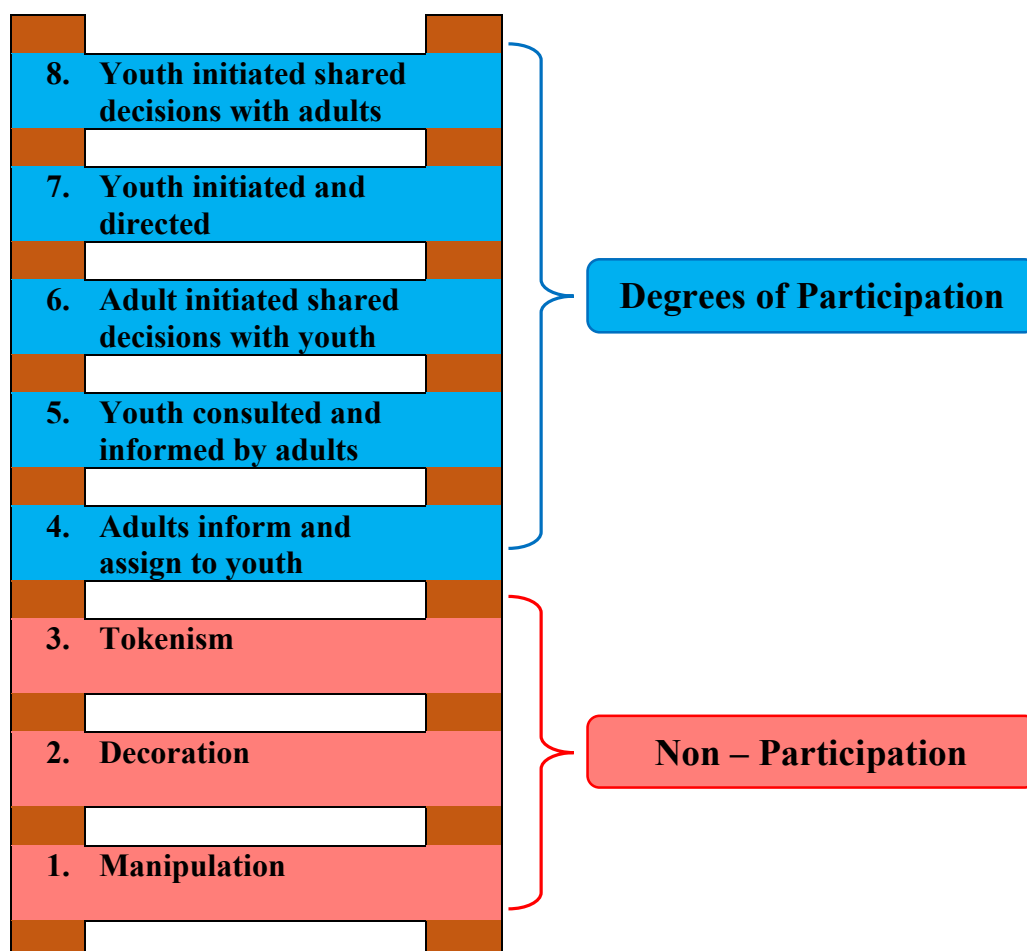 8. Youth initiated shared
decisions with adults
7. Youth initiated and
directed
6. Adult initiated shared
decisions with youth
Degrees of Participation
5. Youth consulted and
informed by adults
4. Adults inform and
assign to youth
3. Tokenism
2. Decoration
Non – Participation
1. Manipulation